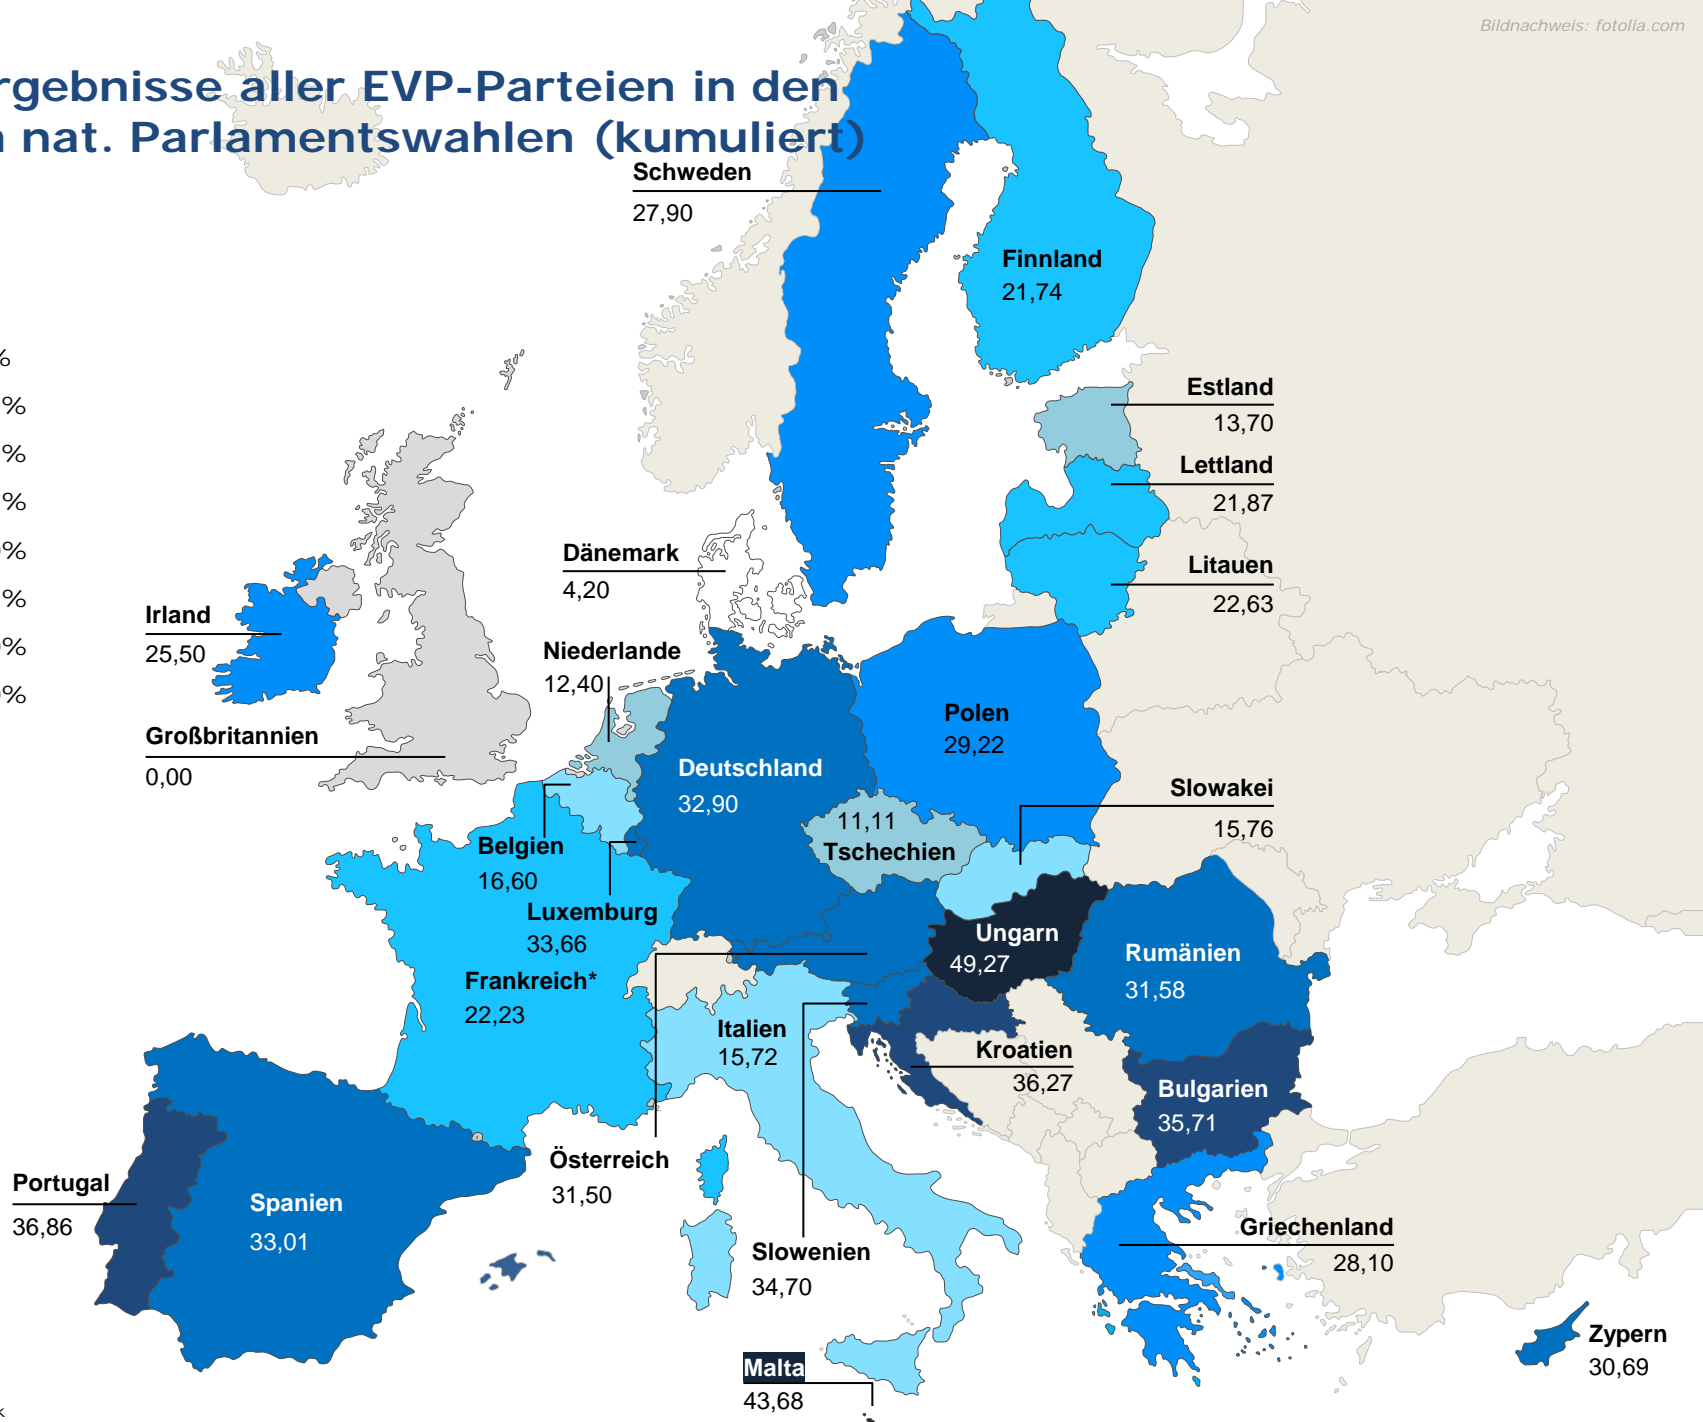 Bildnachweis: fotolia.com
rgebnisse aller EVP-Parteien in den
nat. Parlamentswahlen (kumuliert)
Schweden
27,90
Finnland
21,74
%
%
%
%
%
%
%
%
Estland
13,70
Lettland
21,87
Litauen
22,63
Dänemark
4,20
Irland
25,50
Niederlande
12,40
Großbritannien
0,00
Polen
29,22
Deutschland
32,90
Slowakei
15,76
11,11
Tschechien
Belgien
16,60
Luxemburg
33,66
Frankreich*
22,23
Ungarn
49,27
Rumänien
31,58
Italien
15,72
Kroatien
36,27
Bulgarien
35,71
Österreich
31,50
Portugal
36,86
Spanien
33,01
Slowenien
34,70
Griechenland
28,10
Zypern
30,69
Malta
43,68